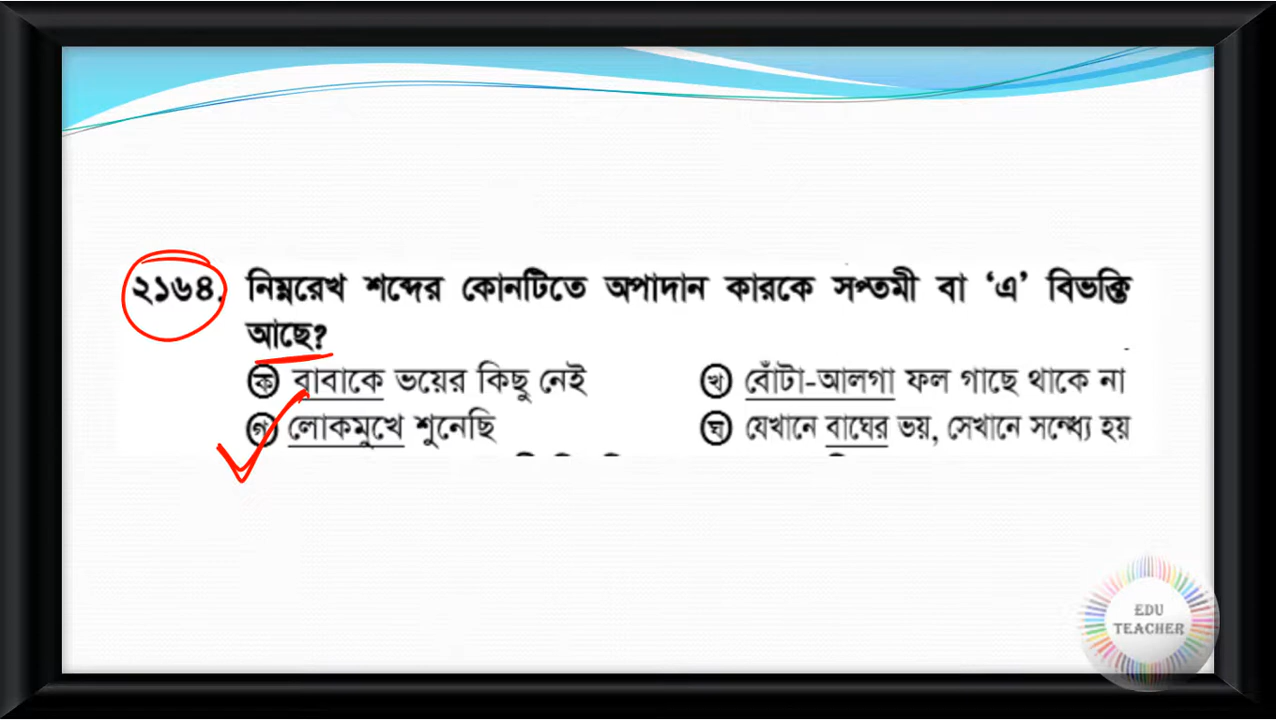 ২১৬৪. নিম্নরেখ শব্দের কোনটিতে অপাদান কারকে সপ্তমী বা ‘এ’ বিভক্তি
আছে?
ক বাবাকে ভয়ের কিছু নেই খ বোঁটা-আলগা ফল গাছে থাকে না
গ লোকমুখে শুনেছি ঘ যেখানে বাঘের ভয়, সেখানে সন্ধ্যে হয়
EDU
TEACHER